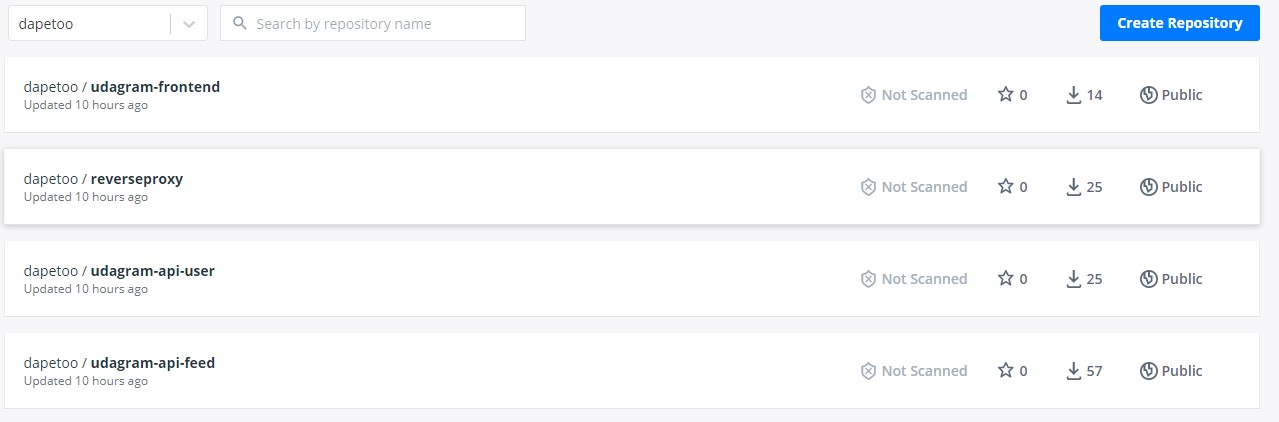 dapetoo
Search by repository name
Create Repository
dapetoo / udagram-frontend
Updated 10 hours ago
Not Scanned
0
14
Public
dapetoo / reverseproxy
Updated 10 hours ago
Not Scanned
0
25
Public
dapetoo / udagram-api-user
Updated 10 hours ago
Not Scanned
0
25
Public
dapetoo / udagram-api-feed
Updated 10 hours ago
Not Scanned
0
57
Public